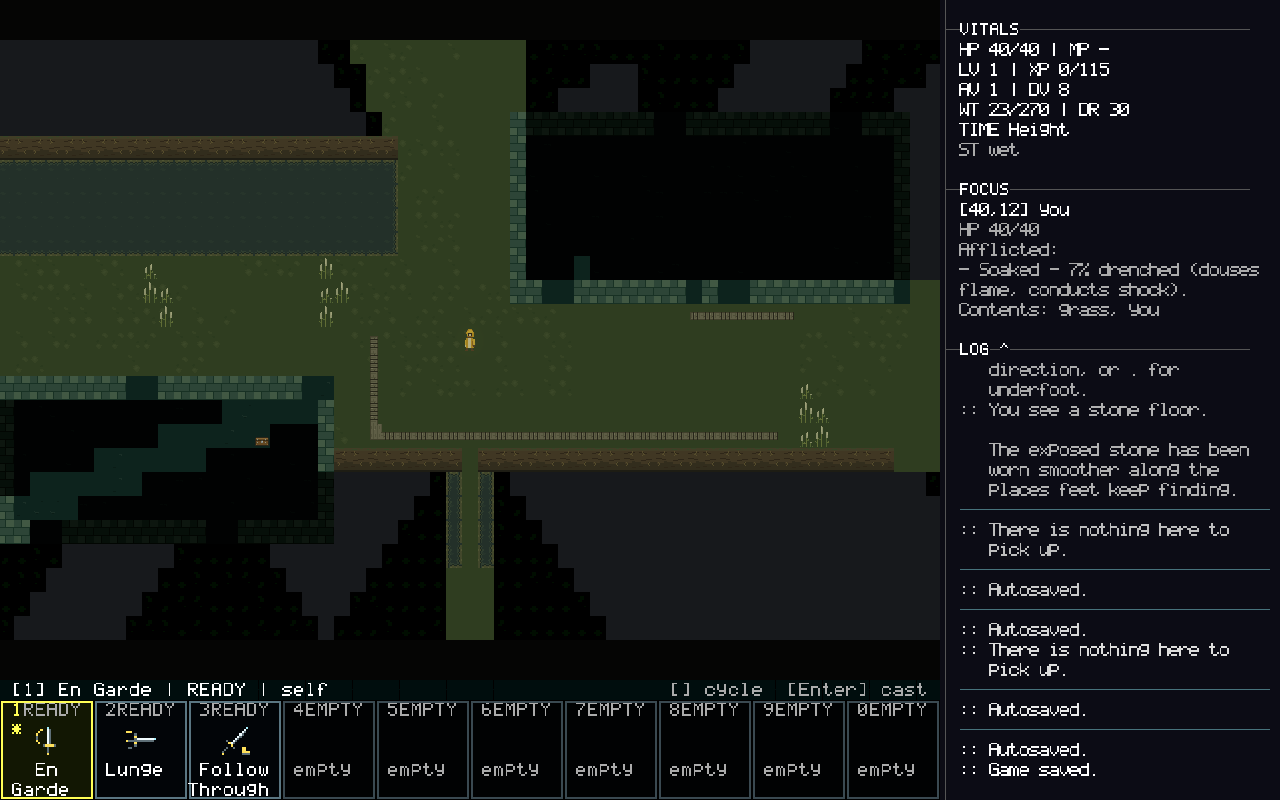 VITALS
HP 40/40 | MP -
LV 1 | XP 0/115
AV 1 | DV 8
WT 23/270 | DR 30
TIME Height
ST wet
FOCUS
[40,12] You
HP 40/40
Afflicted:
- Soaked - 7% drenched (douses
flame, conducts shock).
Contents: grass, You
LOG ^
direction, or . for
underfoot.
:: You see a stone floor.
The exposed stone has been
worn smoother along the
places feet keep finding.
:: There is nothing here to
pick up.
:: Autosaved.
:: Autosaved.
:: There is nothing here to
pick up.
:: Autosaved.
:: Autosaved.
:: Game saved.
[1] En Garde | READY | self
[] cycle [Enter] cast
1READY 2READY 3READY 4EMPTY 5EMPTY 6EMPTY 7EMPTY 8EMPTY 9EMPTY 0EMPTY
*
En Lunge Follow empty empty empty empty empty empty empty
Garde Through